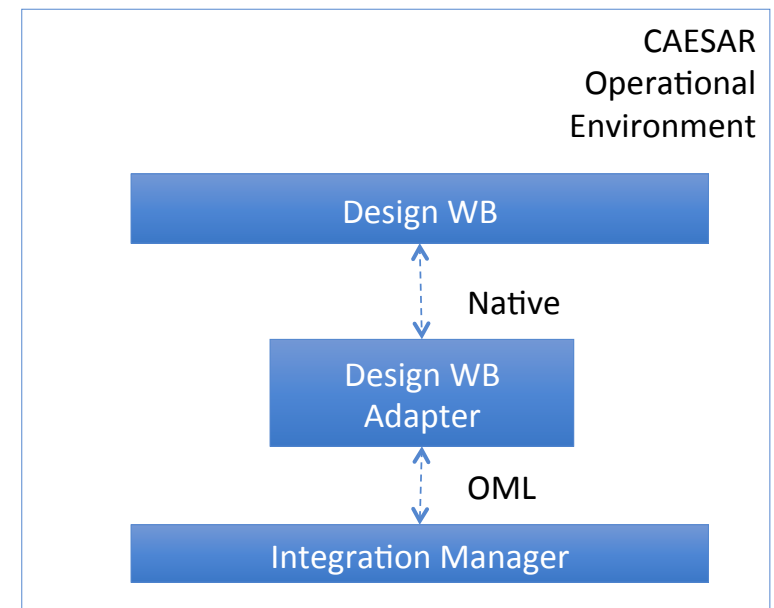 CAESAR
Operational
Environment
Design WB
Native
Design WB
Adapter
OML
Integration Manager